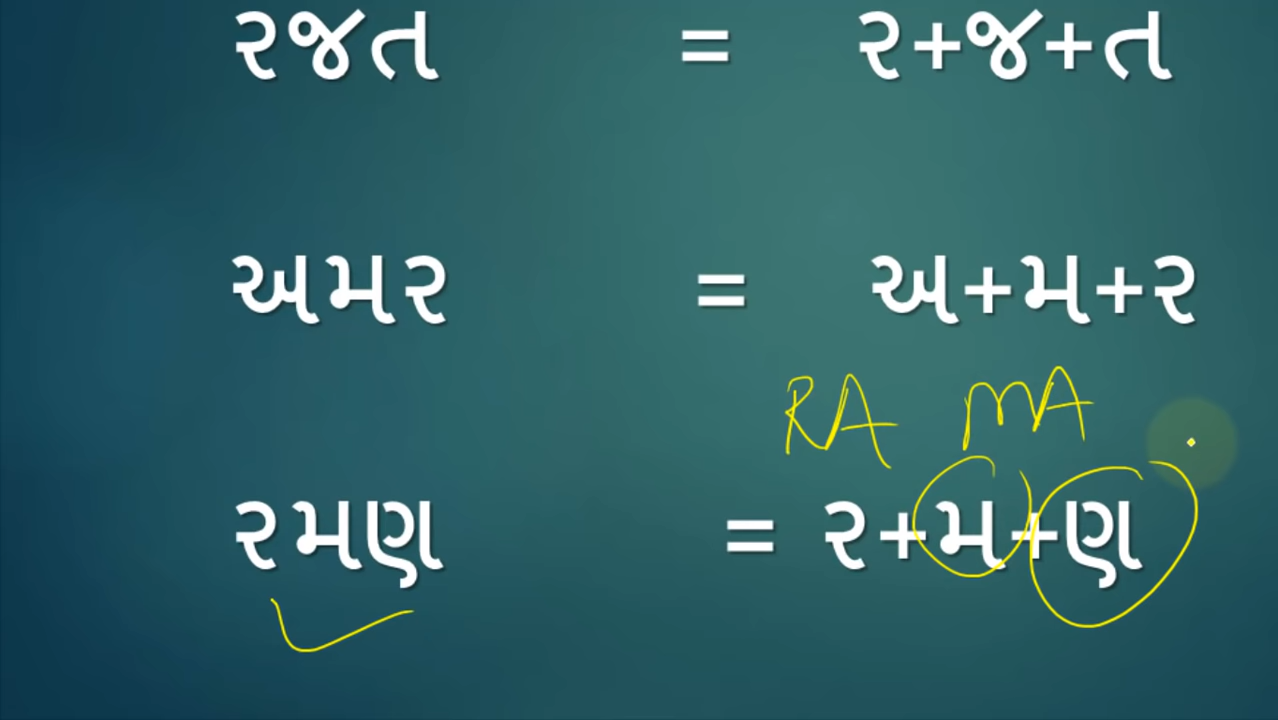 રજત = ર+જ+ત
અમર = અ+મ+ર
RA MA
રમણ = ર+મ+ણ